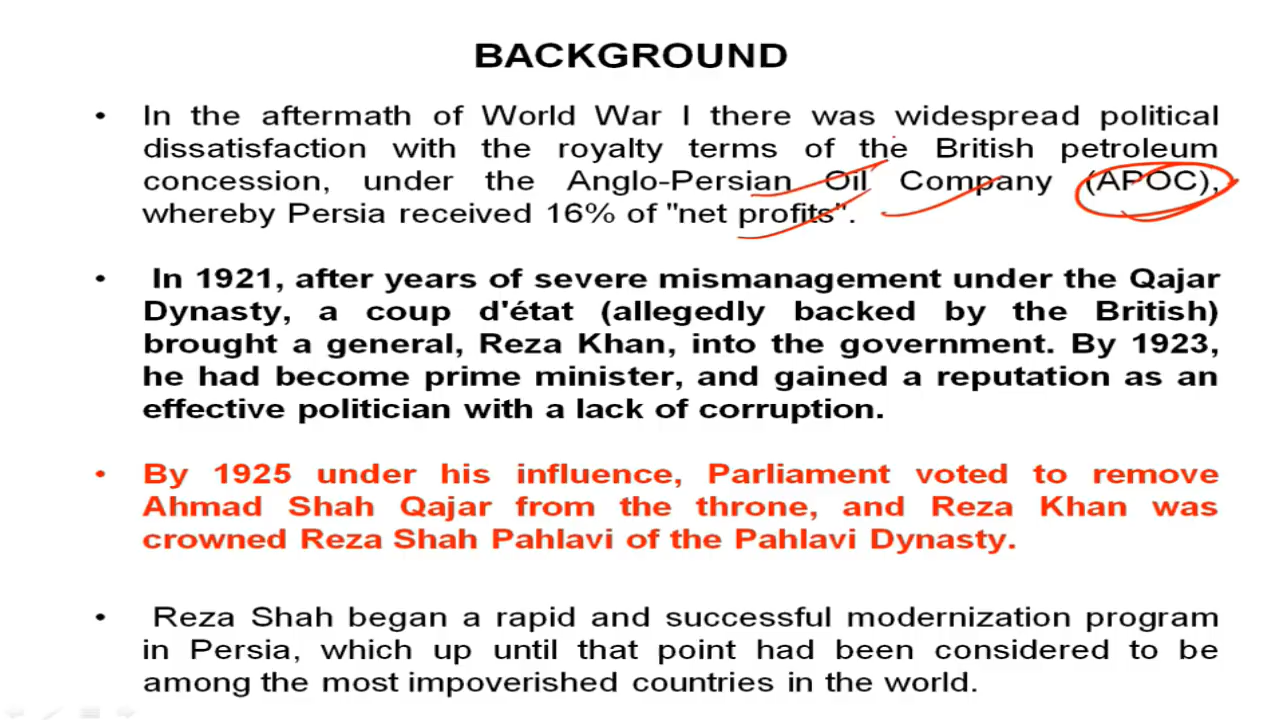 BACKGROUND
• In the aftermath of World War I there was widespread political
dissatisfaction with the royalty terms of the British petroleum
concession, under the Anglo-Persian Oil Company (APOC),
whereby Persia received 16% of "net profits".
• In 1921, after years of severe mismanagement under the Qajar
Dynasty, a coup d'état (allegedly backed by the British)
brought a general, Reza Khan, into the government. By 1923,
he had become prime minister, and gained a reputation as an
effective politician with a lack of corruption.
• By 1925 under his influence, Parliament voted to remove
Ahmad Shah Qajar from the throne, and Reza Khan was
crowned Reza Shah Pahlavi of the Pahlavi Dynasty.
• Reza Shah began a rapid and successful modernization program
in Persia, which up until that point had been considered to be
among the most impoverished countries in the world.